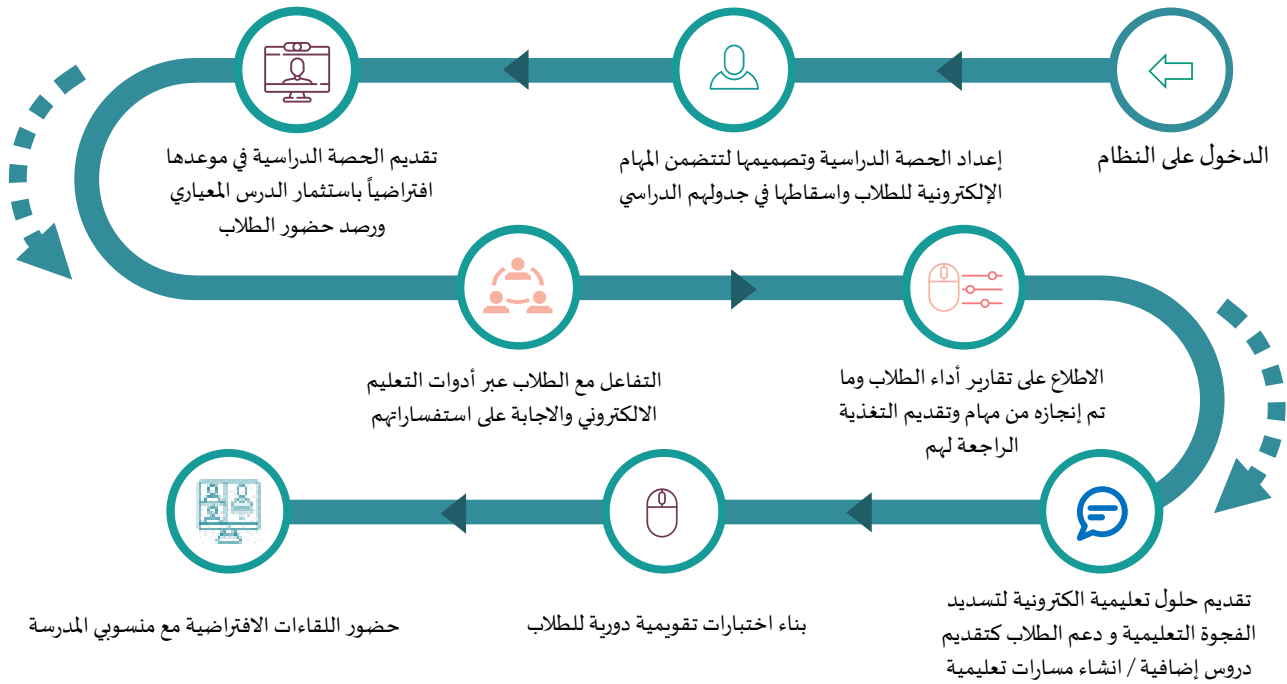 الدخول على النظام
إعداد الحصة الدراسية وتصميمها لتتضمن المهام
الإلكترونية للطلاب واسقاطها في جدولهم الدراسي
تقديم الحصة الدراسية في موعدها
افتراضياً باستثمار الدرس المعياري
ورصد حضور الطلاب
التفاعل مع الطلاب عبر أدوات التعليم
الالكتروني والاجابة على استفساراتهم
الاطلاع على تقارير أداء الطلاب وما
تم إنجازه من مهام وتقديم التغذية
الراجعة لهم
تقديم حلول تعليمية الكترونية لتسديد
الفجوة التعليمية و دعم الطلاب كتقديم
دروس إضافية / انشاء مسارات تعليمية
بناء اختبارات تقويمية دورية للطلاب
حضور اللقاءات الافتراضية مع منسوبي المدرسة